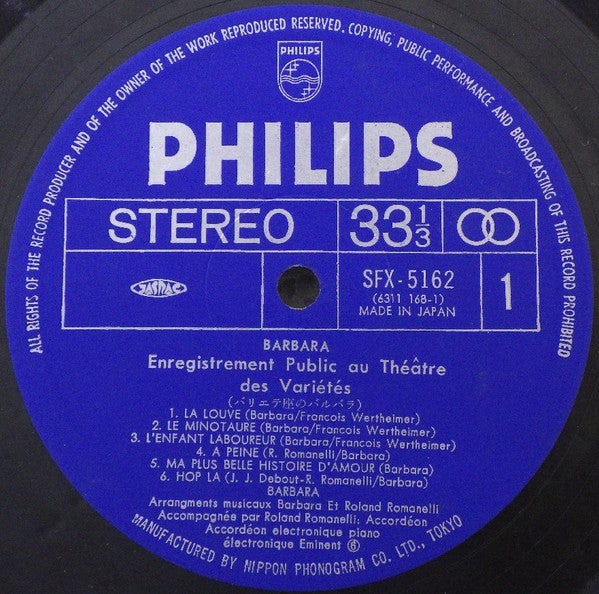 ALL RIGHTS OF THE RECORD PRODUCER AND OF THE OWNER OF THE WORK REPRODUCED RESERVED. COPYING, PUBLIC PERFORMANCE AND BROADCASTING OF THIS RECORD PROHIBITED
PHILIPS
PHILIPS
STEREO 33 1/3
JASRAC SFX-5162 1
(6311 168-1)
MADE IN JAPAN
BARBARA
Enregistrement Public au Théâtre
des Variétés
(バリエテ座のバルバラ)
1. LA LOUVE (Barbara/Francois Wertheimer)
2. LE MINOTAURE (Barbara/Francois Wertheimer)
3. L'ENFANT LABOUREUR (Barbara/Francois Wertheimer)
4. A PEINE (R. Romanelli/Barbara)
5. MA PLUS BELLE HISTOIRE D'AMOUR (Barbara)
6. HOP LA (J. J. Debout-R. Romanelli/Barbara)
BARBARA
Arrangments musicaux Barbara Et Roland Romanelli
Accompagnée par Roland Romanelli: Accordéon
Accordéon electronique piano
électronique Eminent
MANUFACTURED BY NIPPON PHONOGRAM CO. LTD., TOKYO